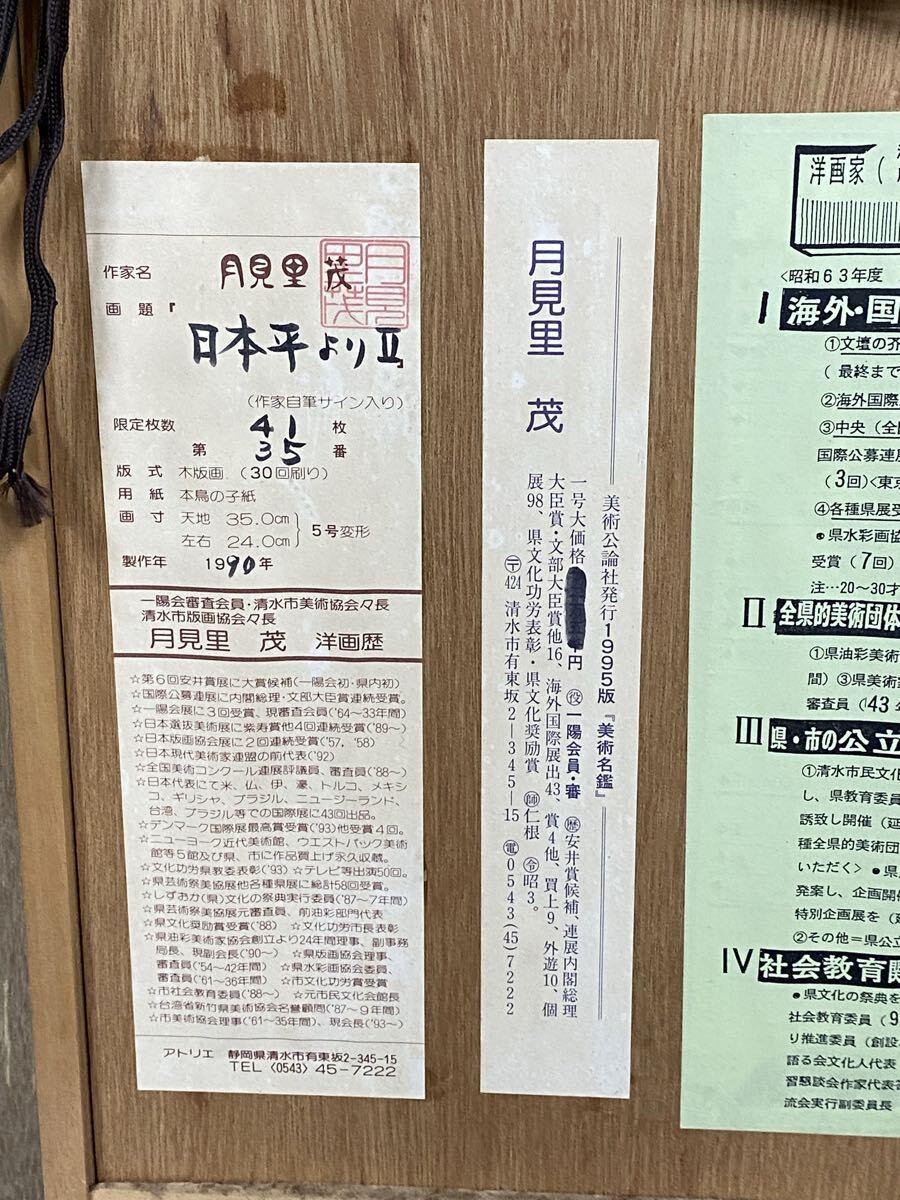 作家名 月見里 茂
画題『日本平よりⅡ』
(作家自筆サイン入り)
限定枚数 41 枚
第 35 番
版式 木版画 (30回刷り)
用紙 本鳥の子紙
画寸 天地 35.0cm
左右 24.0cm
5号変形
製作年 1990年
一陽会審査会員・清水市美術協会々長
清水市版画協会々長
月見里 茂 洋画歴
☆第6回安井賞展に大賞候補(一陽会初・県内初)
☆国際公募連展に内閣総理・文部大臣賞連続受賞。
☆一陽会展に3回受賞、現審査会員('64～33年間)
☆日本選抜美術展に紫寿賞他4回連続受賞('89～)
☆日本版画協会展に2回連続受賞('57, '58)
☆日本現代美術家連盟の前代表('92)
☆全国美術コンクール連展評議員、審査員('88～)
☆日本代表にて米、仏、伊、濠、トルコ、メキシ
コ、ギリシャ、ブラジル、ニュージーランド、
台湾、ブラジル等での国際展に43回出品。
☆デンマーク国際展最高賞受賞('93)他受賞4回。
☆ニューヨーク近代美術館、ウエストパック美術
館等5館及び県、市に作品買上げ永久収蔵。
☆文化功労県教委表彰('93) ☆テレビ等出演50回。
☆県芸術祭美協展他各種県展に総計58回受賞。
☆しずおか(県)文化の祭典実行委員('87～7年間)
☆県芸術祭美協展元審査員、前油彩部門代表
☆県文化奨励賞受賞('88) ☆文化功労市長表彰
☆県油彩美術家協会創立より24年間理事、副事務
局長、現副会長('90～) ☆県版画協会理事、
審査員('54～42年間) ☆県水彩画協会委員、
審査員('61～36年間) ☆市文化功労賞受賞
☆市社会教育委員('88～) ☆元市民文化会館長
☆台湾省新竹県美術協会名譽顧問('87～9年間)
☆市美術協会理事('61～35年間)、現会長('93～)
アトリエ 静岡県清水市有東坂2-345-15
TEL〈0543〉45-7222
月見里 茂
美術公論社発行1995版『美術名鑑』
一号大価格 円 役一陽会員・審 歴安井賞候補、連展内閣総理
大臣賞・文部大臣賞他16、海外国際展出43、賞4他、買上9、外遊10、個
展98、県文化功労表彰・県文化奨励賞 師仁根 令昭3。
〒424 清水市有東坂2—345—15 電0543(45)7222
洋画家(
<昭和63年度
Ⅰ 海外・国
①文壇の芥
(最終まで
②海外国際
③中央(全国
国際公募連展
(3回)<東京
④各種県展受
県水彩画協
受賞(7回)
注…20～30才
Ⅱ 全県的美術団体
①県油彩美術
間) ③県美術
審査員(143
Ⅲ 県・市の公立
①清水市民文化
し、県教育委員
誘致し開催(延
種全県的美術団
いただく> ●県
発案し、企画開催
特別企画展を(
②その他=県公立
Ⅳ 社会教育関
●県文化の祭典を
社会教育委員(9
り推進委員(創設
語る会文化人代表
習懇談会作家代表
流会実行副委員長